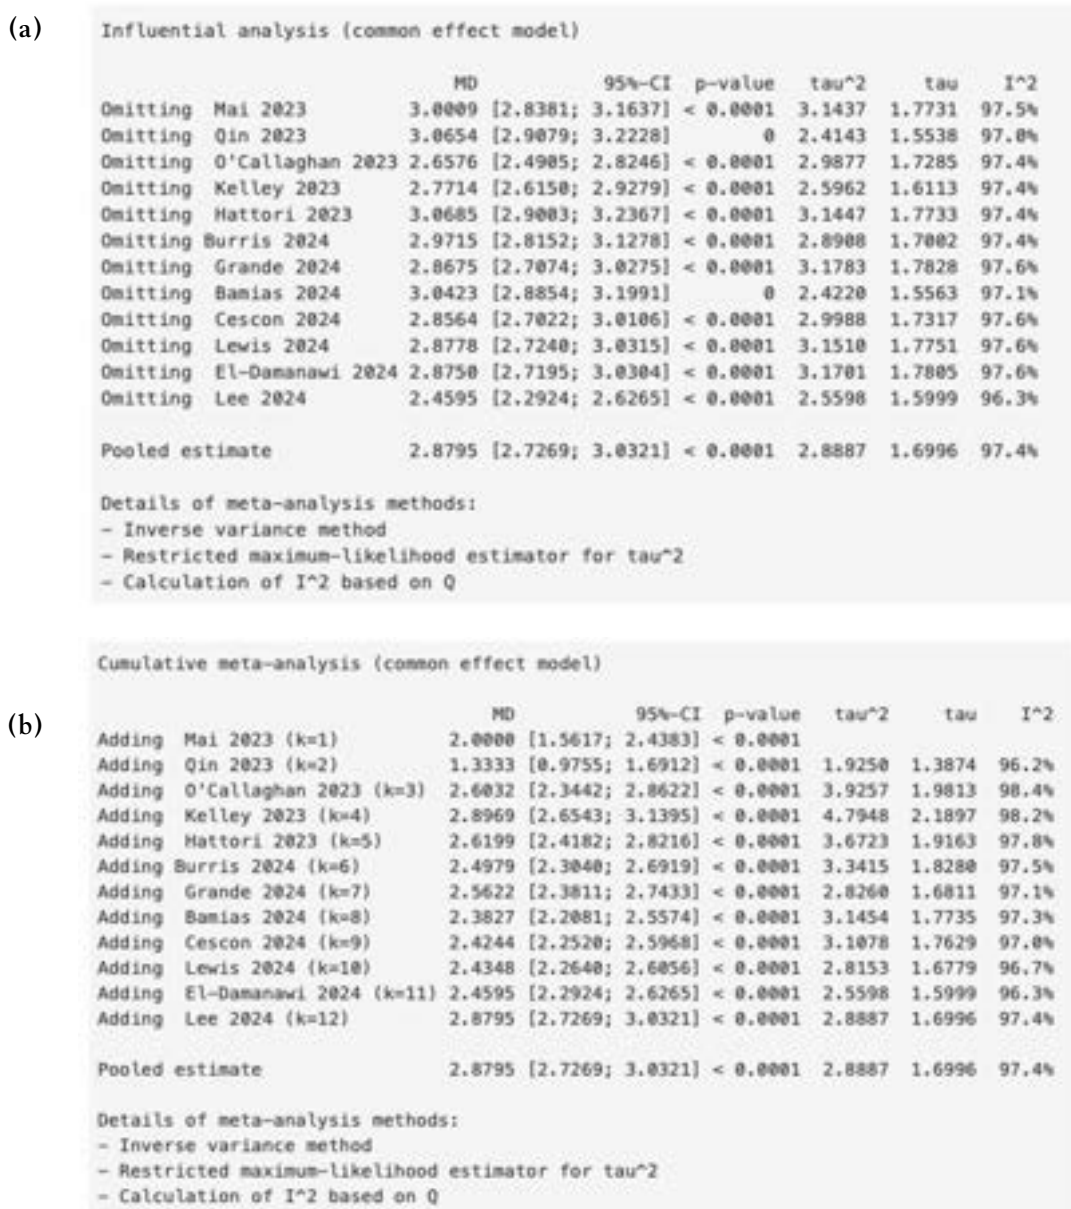 (a)
Influential analysis (common effect model)
MD 95%-CI p-value tau^2 tau I^2
Omitting Mai 2023 3.0009 [2.8381; 3.1637] < 0.0001 3.1437 1.7731 97.5%
Omitting Qin 2023 3.0654 [2.9079; 3.2228] 0 2.4143 1.5538 97.0%
Omitting O'Callaghan 2023 2.6576 [2.4905; 2.8246] < 0.0001 2.9877 1.7285 97.4%
Omitting Kelley 2023 2.7714 [2.6150; 2.9279] < 0.0001 2.5962 1.6113 97.4%
Omitting Hattori 2023 3.0685 [2.9003; 3.2367] < 0.0001 3.1447 1.7733 97.4%
Omitting Burris 2024 2.9715 [2.8152; 3.1278] < 0.0001 2.8908 1.7002 97.4%
Omitting Grande 2024 2.8675 [2.7074; 3.0275] < 0.0001 3.1783 1.7828 97.6%
Omitting Bamias 2024 3.0423 [2.8854; 3.1991] 0 2.4220 1.5563 97.1%
Omitting Cescon 2024 2.8564 [2.7022; 3.0106] < 0.0001 2.9988 1.7317 97.6%
Omitting Lewis 2024 2.8778 [2.7240; 3.0315] < 0.0001 3.1510 1.7751 97.6%
Omitting El-Damanawi 2024 2.8750 [2.7195; 3.0304] < 0.0001 3.1701 1.7805 97.6%
Omitting Lee 2024 2.4595 [2.2924; 2.6265] < 0.0001 2.5598 1.5999 96.3%
Pooled estimate 2.8795 [2.7269; 3.0321] < 0.0001 2.8887 1.6996 97.4%
Details of meta-analysis methods:
- Inverse variance method
- Restricted maximum-likelihood estimator for tau^2
- Calculation of I^2 based on Q
Cumulative meta-analysis (common effect model)
(b)
MD 95%-CI p-value tau^2 tau I^2
Adding Mai 2023 (k=1) 2.0000 [1.5617; 2.4383] < 0.0001
Adding Qin 2023 (k=2) 1.3333 [0.9755; 1.6912] < 0.0001 1.9250 1.3874 96.2%
Adding O'Callaghan 2023 (k=3) 2.6032 [2.3442; 2.8622] < 0.0001 3.9257 1.9813 98.4%
Adding Kelley 2023 (k=4) 2.8969 [2.6543; 3.1395] < 0.0001 4.7948 2.1897 98.2%
Adding Hattori 2023 (k=5) 2.6199 [2.4182; 2.8216] < 0.0001 3.6723 1.9163 97.8%
Adding Burris 2024 (k=6) 2.4979 [2.3040; 2.6919] < 0.0001 3.3415 1.8280 97.5%
Adding Grande 2024 (k=7) 2.5622 [2.3811; 2.7433] < 0.0001 2.8260 1.6811 97.1%
Adding Bamias 2024 (k=8) 2.3827 [2.2081; 2.5574] < 0.0001 3.1454 1.7735 97.3%
Adding Cescon 2024 (k=9) 2.4244 [2.2520; 2.5968] < 0.0001 3.1078 1.7629 97.0%
Adding Lewis 2024 (k=10) 2.4348 [2.2640; 2.6056] < 0.0001 2.8153 1.6779 96.7%
Adding El-Damanawi 2024 (k=11) 2.4595 [2.2924; 2.6265] < 0.0001 2.5598 1.5999 96.3%
Adding Lee 2024 (k=12) 2.8795 [2.7269; 3.0321] < 0.0001 2.8887 1.6996 97.4%
Pooled estimate 2.8795 [2.7269; 3.0321] < 0.0001 2.8887 1.6996 97.4%
Details of meta-analysis methods:
- Inverse variance method
- Restricted maximum-likelihood estimator for tau^2
- Calculation of I^2 based on Q